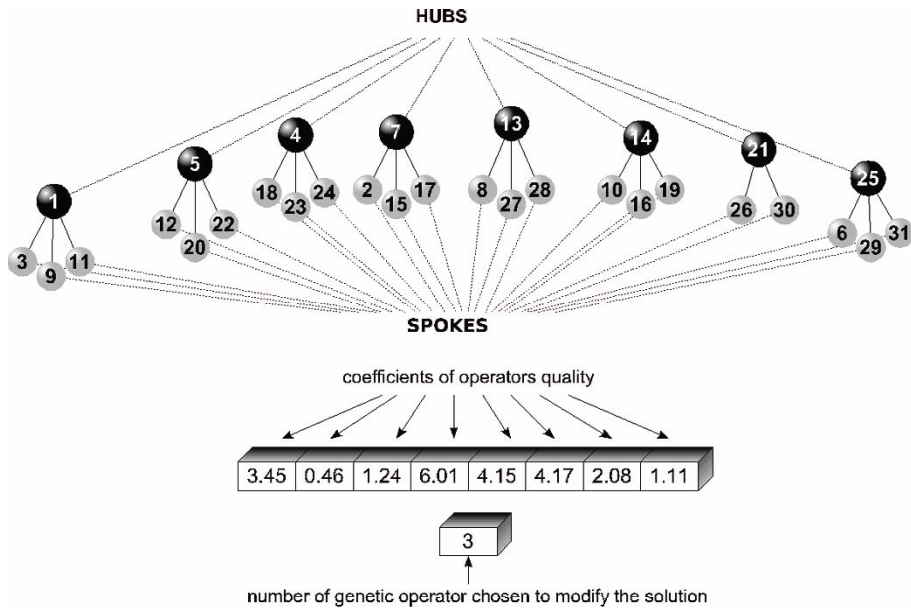 HUBS
13
4 7 14
5 21
1 25
18 24 2 17 8 28 10 19
23 15 27 16
12 22 26 30
20 6 31
3 11 29
9
SPOKES
coefficients of operators quality
3.45 0.46 1.24 6.01 4.15 4.17 2.08 1.11
3
number of genetic operator chosen to modify the solution